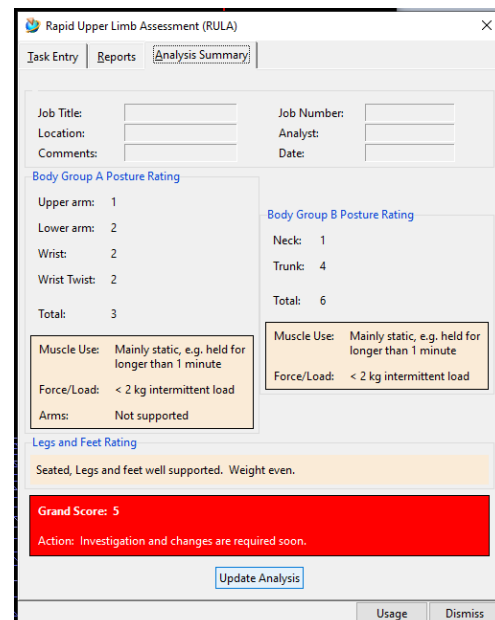 Rapid Upper Limb Assessment (RULA)
Task Entry Reports Analysis Summary
Job Title: Job Number:
Location: Analyst:
Comments: Date:
Body Group A Posture Rating
Upper arm: 1
Lower arm: 2
Wrist: 2
Wrist Twist: 2
Total: 3
Muscle Use: Mainly static, e.g. held for
longer than 1 minute
Force/Load: < 2 kg intermittent load
Arms: Not supported
Body Group B Posture Rating
Neck: 1
Trunk: 4
Total: 6
Muscle Use: Mainly static, e.g. held for
longer than 1 minute
Force/Load: < 2 kg intermittent load
Legs and Feet Rating
Seated, Legs and feet well supported. Weight even.
Grand Score: 5
Action: Investigation and changes are required soon.
Update Analysis
Usage Dismiss